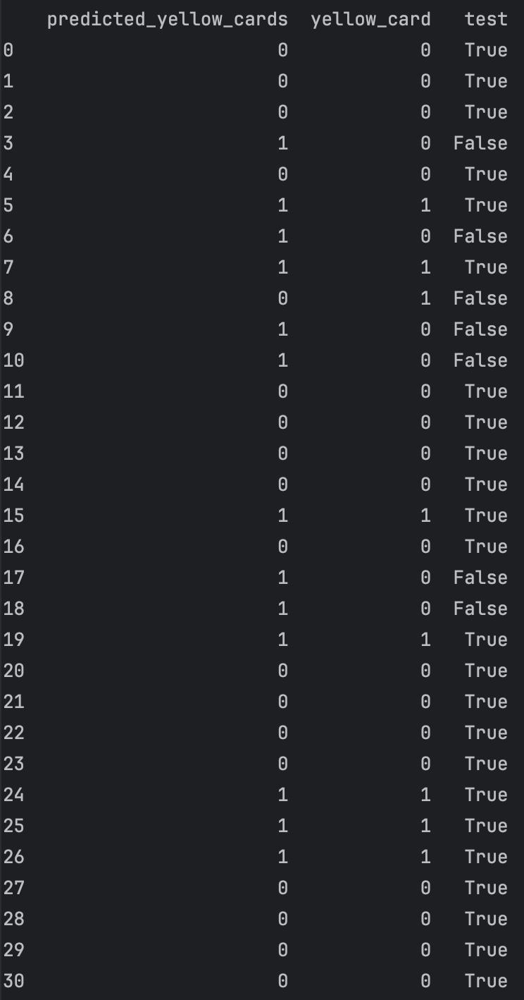 predicted_yellow_cards yellow_card test
0 0 0 True
1 0 0 True
2 0 0 True
3 1 0 False
4 0 0 True
5 1 1 True
6 1 0 False
7 1 1 True
8 0 1 False
9 1 0 False
10 1 0 False
11 0 0 True
12 0 0 True
13 0 0 True
14 0 0 True
15 1 1 True
16 0 0 True
17 1 0 False
18 1 0 False
19 1 1 True
20 0 0 True
21 0 0 True
22 0 0 True
23 0 0 True
24 1 1 True
25 1 1 True
26 1 1 True
27 0 0 True
28 0 0 True
29 0 0 True
30 0 0 True